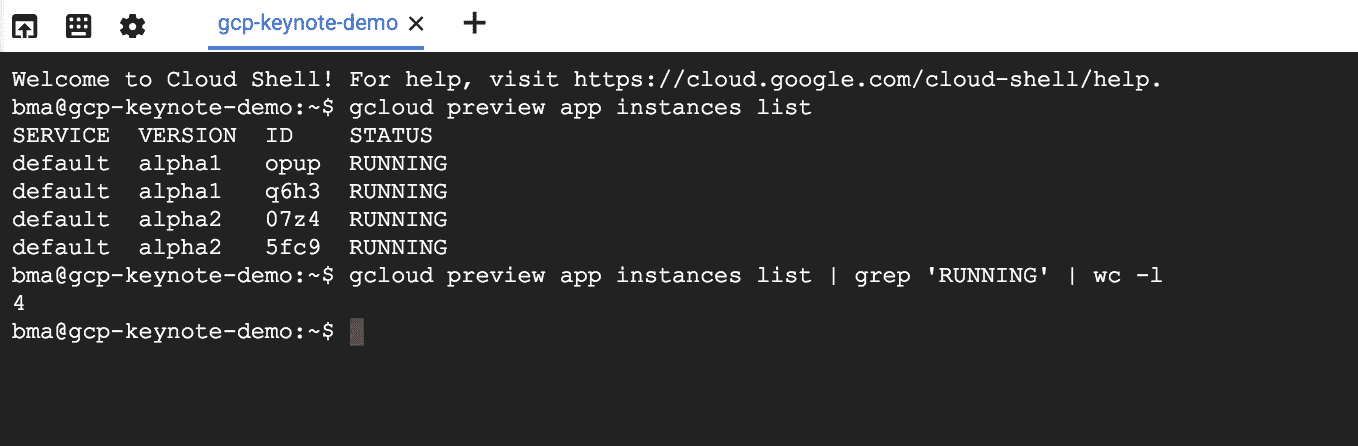 gcp-keynote-demo
Welcome to Cloud Shell! For help, visit https://cloud.google.com/cloud-shell/help.
bma@gcp-keynote-demo:~$ gcloud preview app instances list
SERVICE  VERSION  ID    STATUS
default  alpha1   opup  RUNNING
default  alpha1   q6h3  RUNNING
default  alpha2   07z4  RUNNING
default  alpha2   5fc9  RUNNING
bma@gcp-keynote-demo:~$ gcloud preview app instances list | grep 'RUNNING' | wc -l
4
bma@gcp-keynote-demo:~$